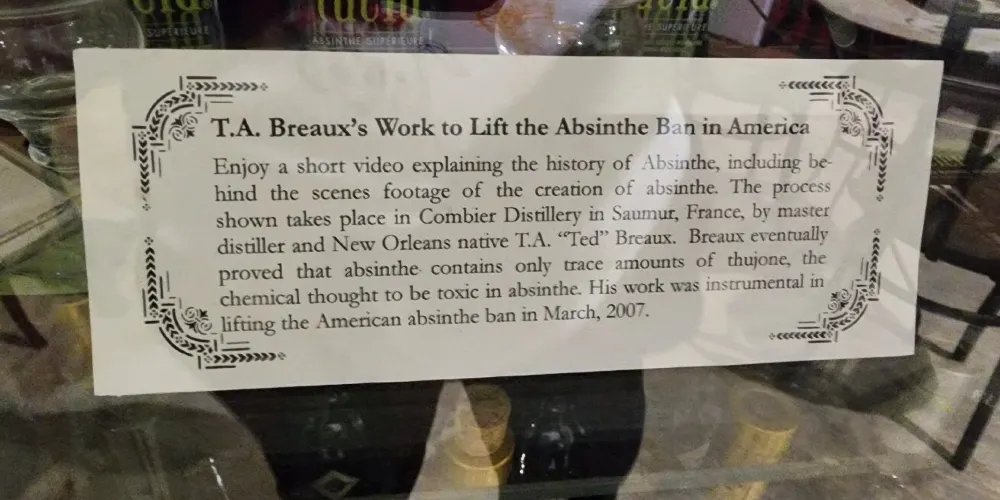 SUPERIEURE
ABSINTHE SUPERIEURE
T.A. Breaux's Work to Lift the Absinthe Ban in America
Enjoy a short video explaining the history of Absinthe, including be-
hind the scenes footage of the creation of absinthe. The process
shown takes place in Combier Distillery in Saumur, France, by master
distiller and New Orleans native T.A. “Ted” Breaux. Breaux eventually
proved that absinthe contains only trace amounts of thujone, the
chemical thought to be toxic in absinthe. His work was instrumental in
lifting the American absinthe ban in March, 2007.